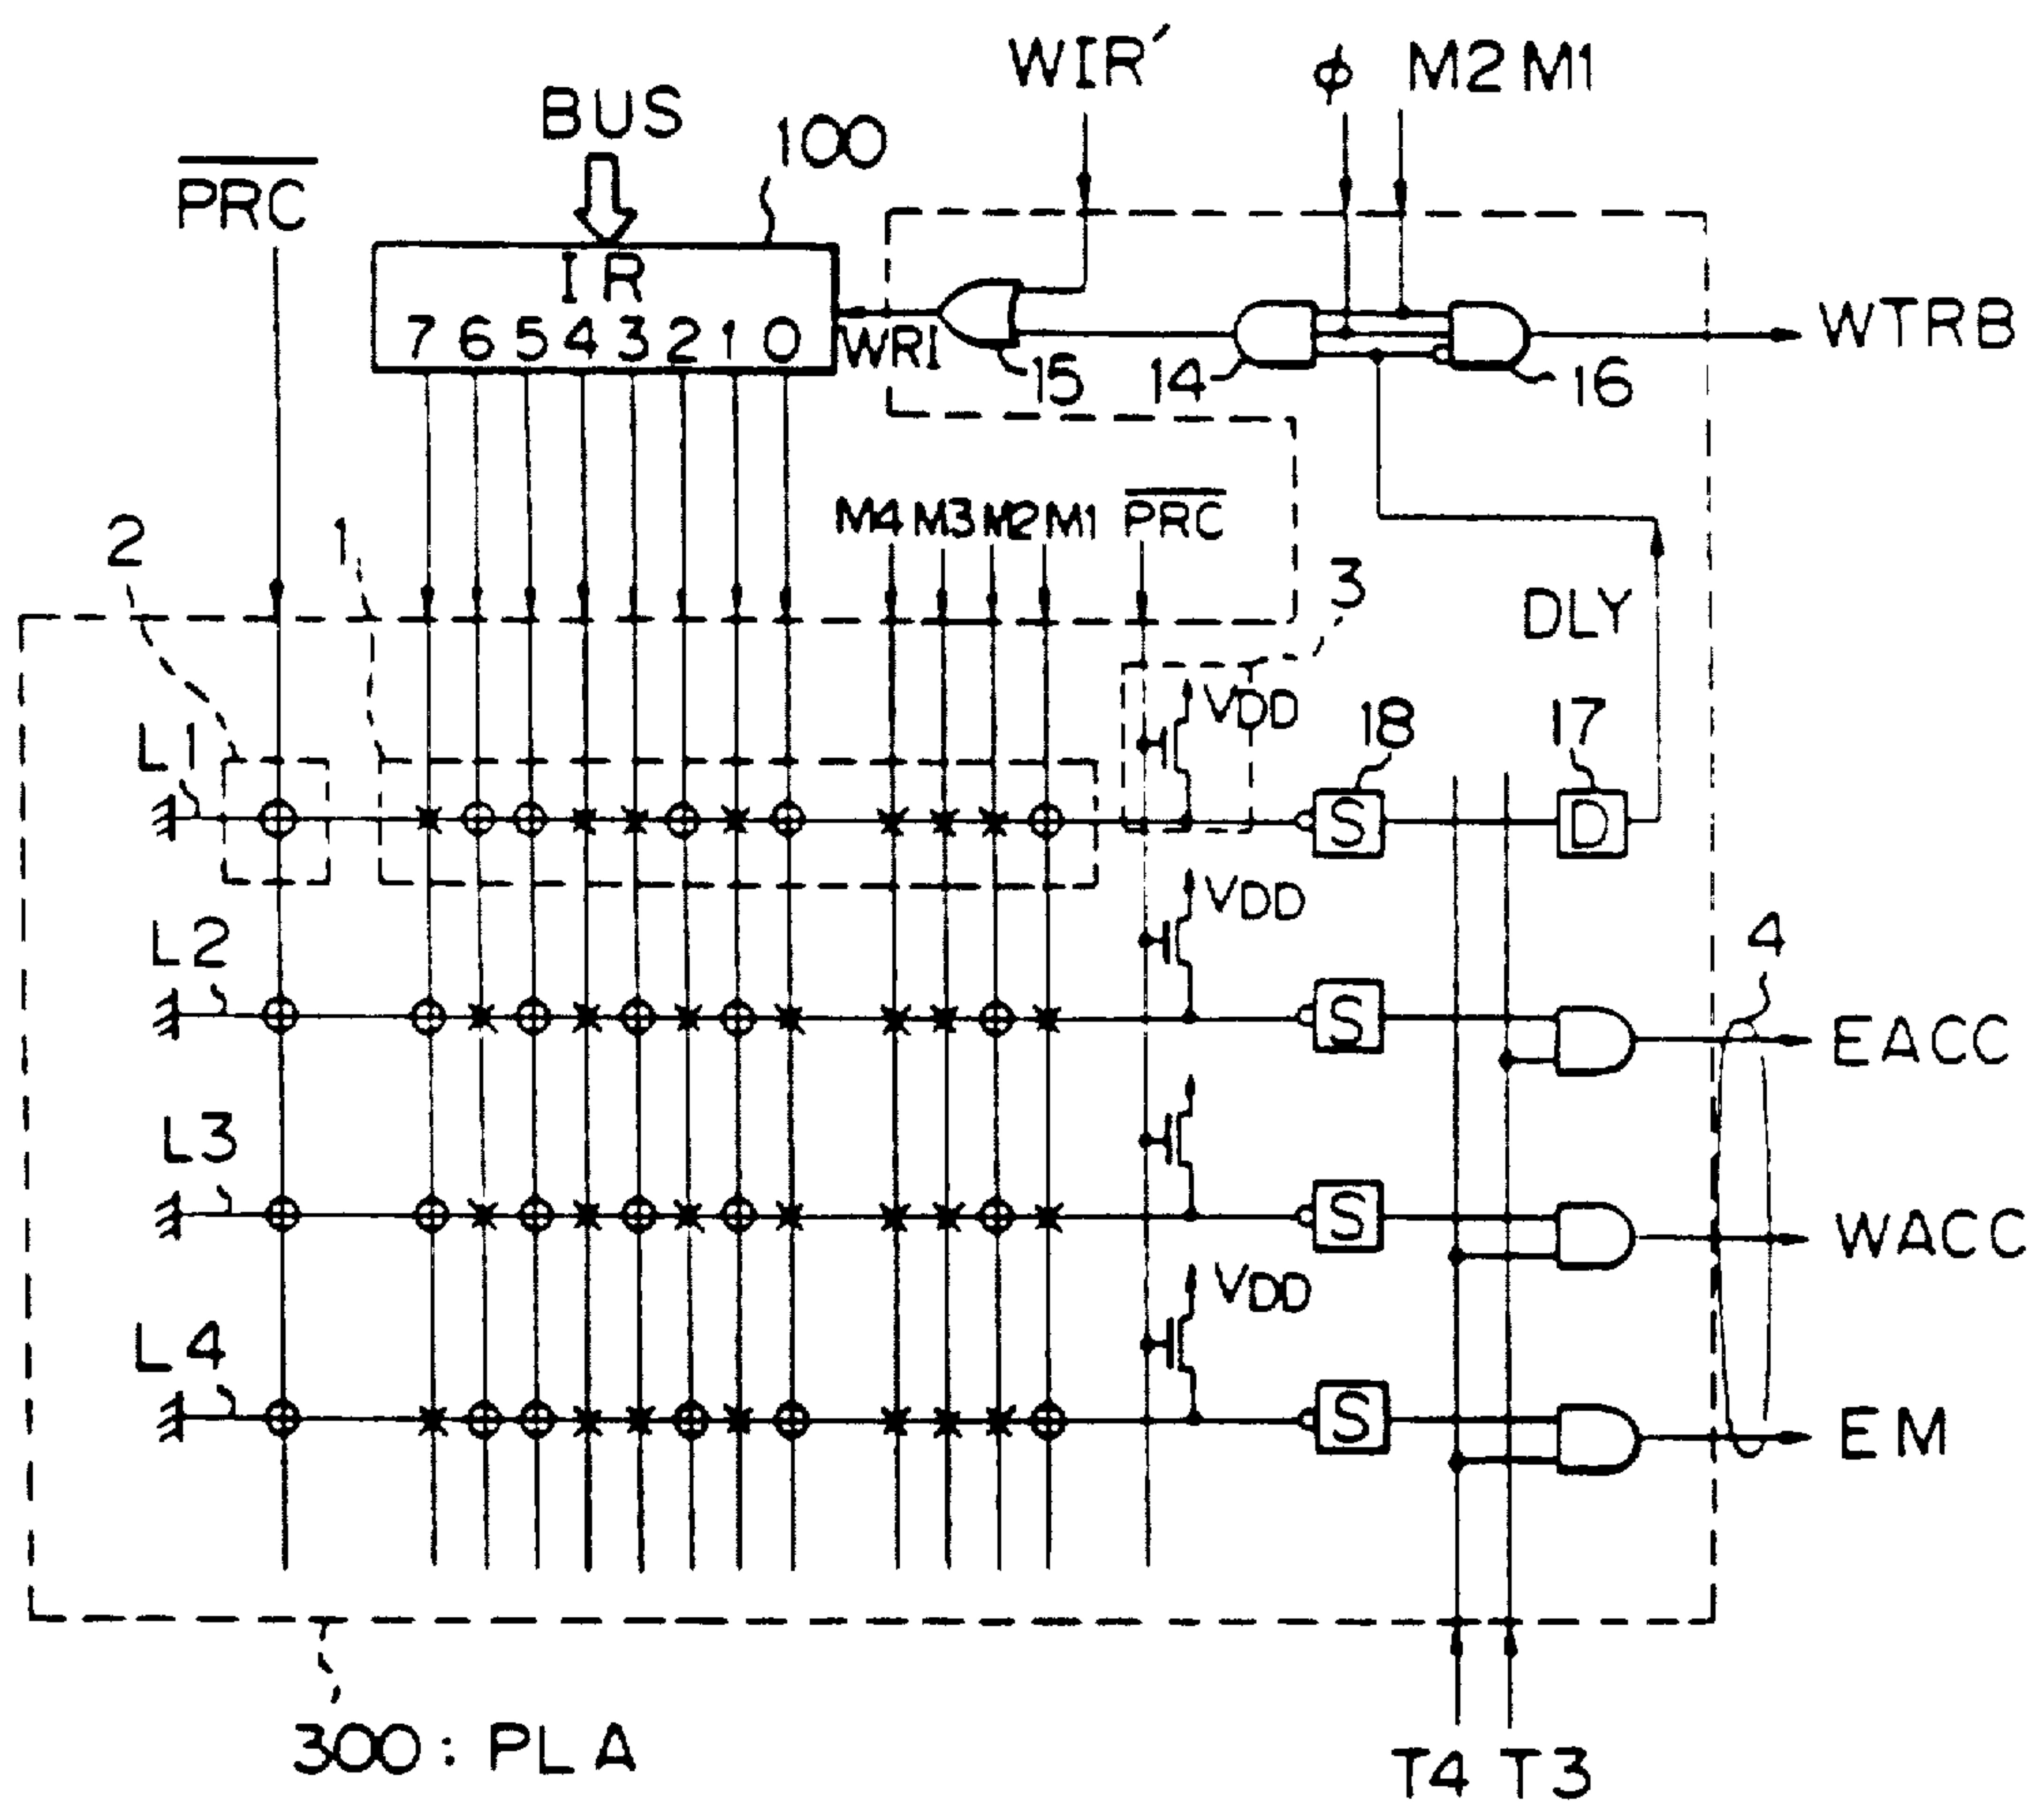 WIR′
φ M2 M1
BUS
100
PRC
IR
7 6 5 4 3 2 1 0
WRI
15
14
16
WTRB
M4 M3 M2 M1 PRC
2
1
3
DLY
VDD
18
17
L1
S
D
VDD
4
L2
S
EACC
L3
S
WACC
VDD
L4
S
EM
300: PLA
T4 T3